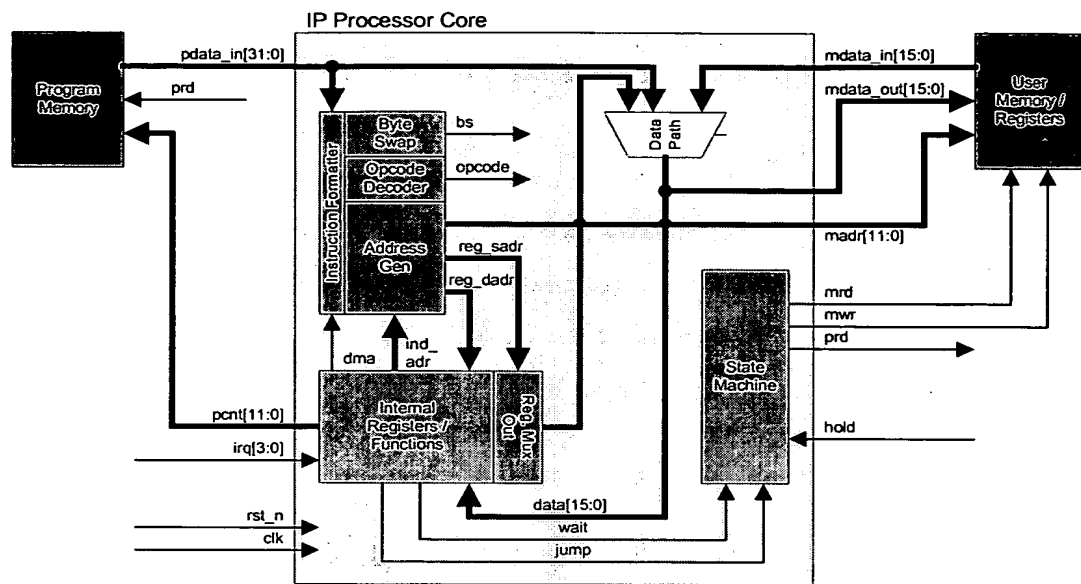 IP Processor Core
pdata_in[31:0]
mdata_in[15:0]
Program
Memory
prd
mdata_out[15:0]
User
Memory /
Registers
Instruction Formatter
Byte
Swap
bs
Data
Path
Opcode
Decoder
opcode
Address
Gen
madr[11:0]
reg_sadr
reg_dadr
mrd
mwr
prd
dma
ind_
adr
State
Machine
pcnt[11:0]
Internal
Registers /
Functions
Reg. Mux
Out
hold
irq[3:0]
data[15:0]
rst_n
wait
clk
jump